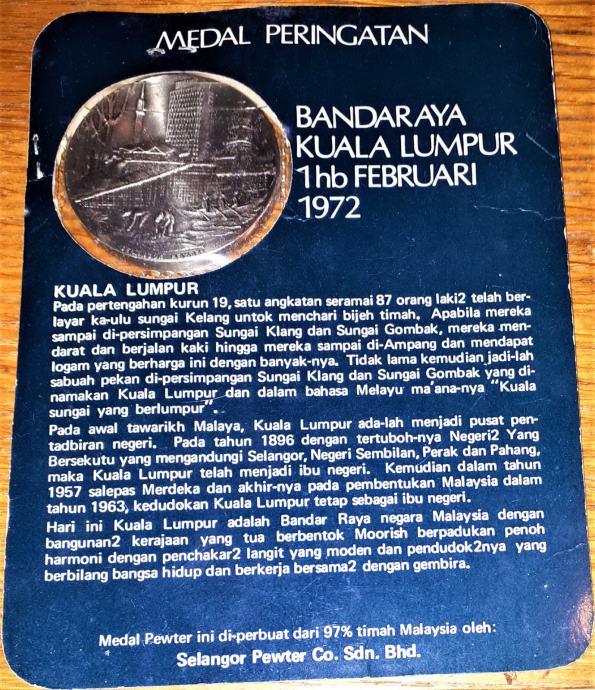 MEDAL PERINGATAN
BANDARAYA
KUALA LUMPUR
1hb FEBRUARI
1972
KUALA LUMPUR
Pada pertengahan kurun 19, satu angkatan seramai 87 orang laki2 telah ber-
layar ka-ulu sungai Kelang untok menchari bijeh timah. Apabila mereka
sampai di-persimpangan Sungai Klang dan Sungai Gombak, mereka men-
darat dan berjalan kaki hingga mereka sampai di-Ampang dan mendapat
logam yang berharga ini dengan banyak-nya. Tidak lama kemudian jadi-lah
sabuah pekan di-persimpangan Sungai Klang dan Sungai Gombak yang di-
namakan Kuala Lumpur dan dalam bahasa Melayu ma'ana-nya "Kuala
sungai yang berlumpur".
Pada awal tawarikh Malaya, Kuala Lumpur ada-lah menjadi pusat pen-
tadbiran negeri. Pada tahun 1896 dengan tertuboh-nya Negeri2 Yang
Bersekutu yang mengandungi Selangor, Negeri Sembilan, Perak dan Pahang,
maka Kuala Lumpur telah menjadi ibu negeri. Kemudian dalam tahun
1957 salepas Merdeka dan akhir-nya pada pembentukan Malaysia dalam
tahun 1963, kedudokan Kuala Lumpur tetap sebagai ibu negeri.
Hari ini Kuala Lumpur adalah Bandar Raya negara Malaysia dengan
bangunan2 kerajaan yang tua berbentok Moorish berpadukan penoh
harmoni dengan penchakar2 langit yang moden dan pendudok2nya yang
berbilang bangsa hidup dan berkerja bersama2 dengan gembira.
Medal Pewter ini di-perbuat dari 97% timah Malaysia oleh:
Selangor Pewter Co. Sdn. Bhd.